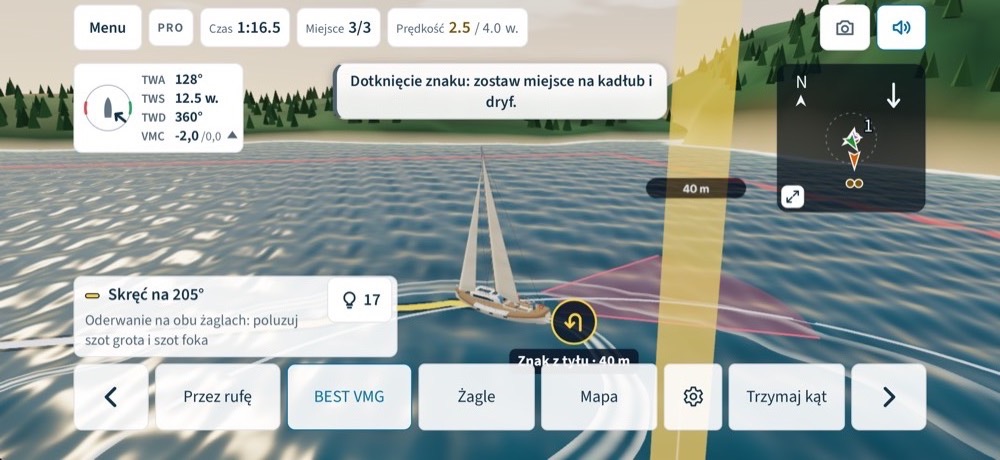 Menu
PRO
Czas 1:16.5
Miejsce 3/3
Prędkość 2.5 / 4.0 w.
TWA 128°
TWS 12.5 w.
TWD 360°
VMC -2,0 /0,0
Dotknięcie znaku: zostaw miejsce na kadłub i
dryf.
N
1
40 m
Skręć na 205°
17
Oderwanie na obu żaglach: poluzuj
szot grota i szot foka
Znak z tyłu · 40 m
Przez rufę
BEST VMG
Żagle
Mapa
Trzymaj kąt